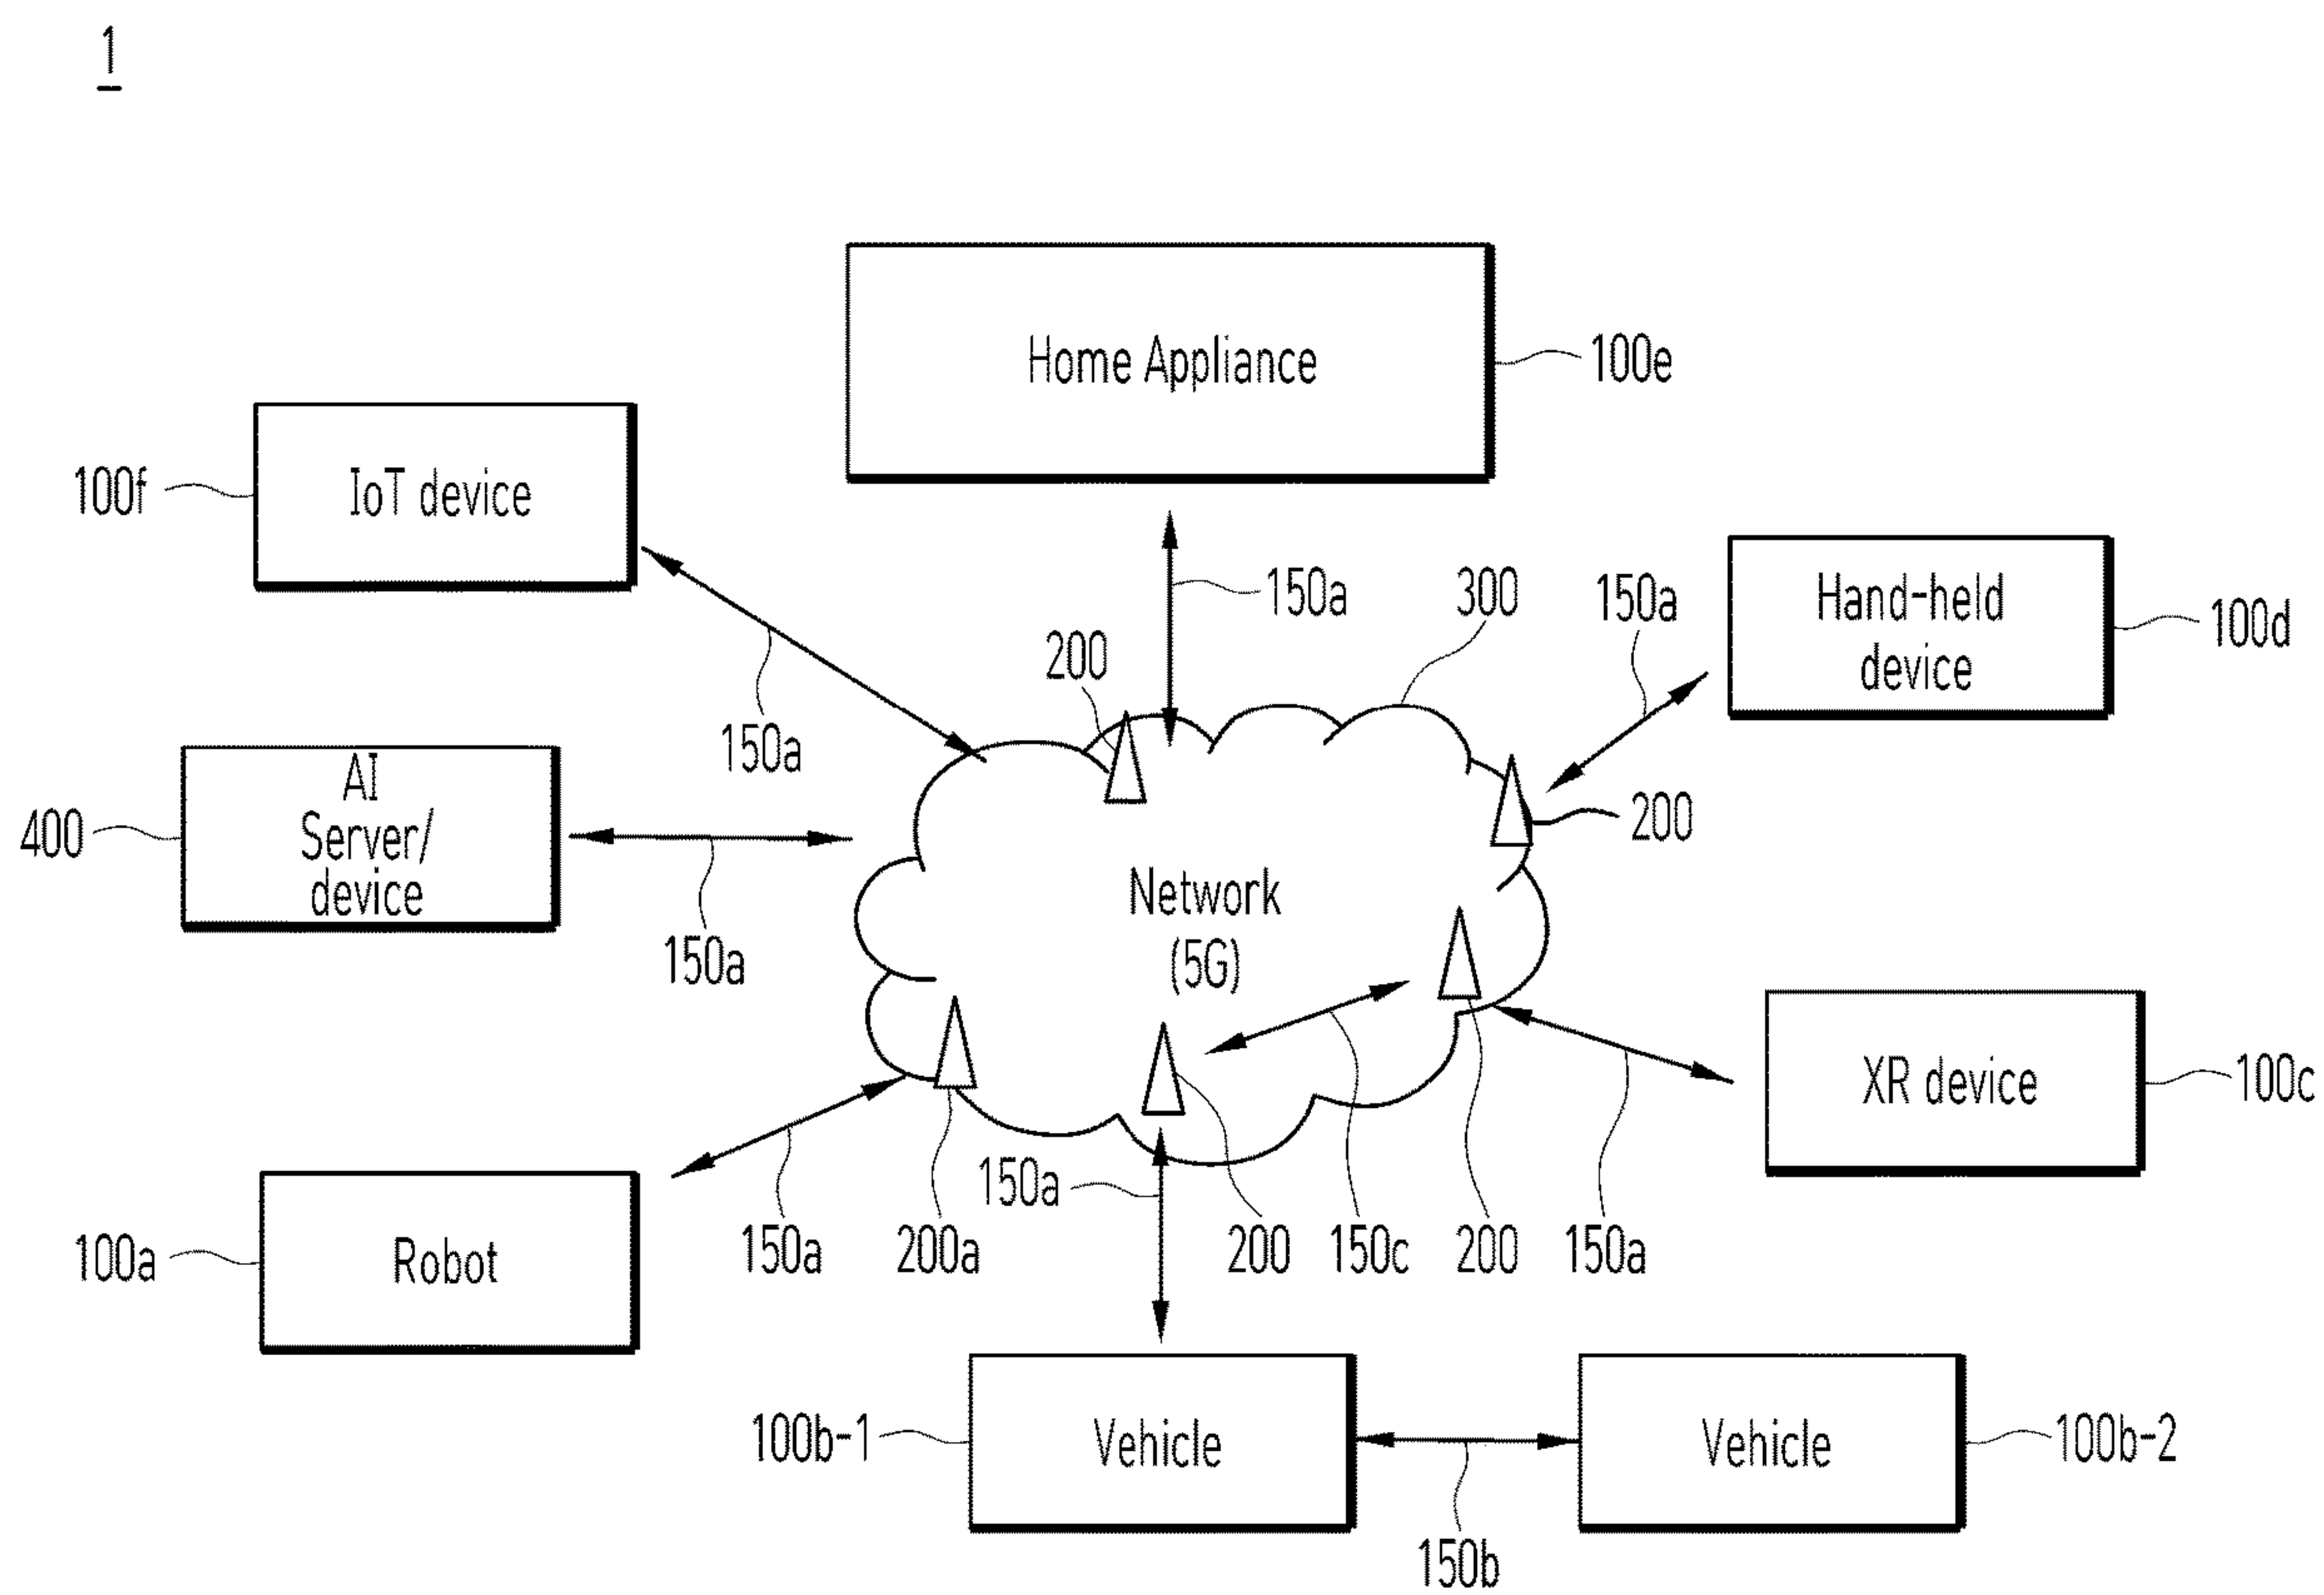 1
Home Appliance
100e
IoT device
100f
150a
300
150a
Hand-held
device
100d
200
150a
AI
Server/
device
400
200
Network
(5G)
150a
XR device
100c
150a
Robot
100a
150a
200a
200
150c
200
150a
Vehicle
100b-1
Vehicle
100b-2
150b